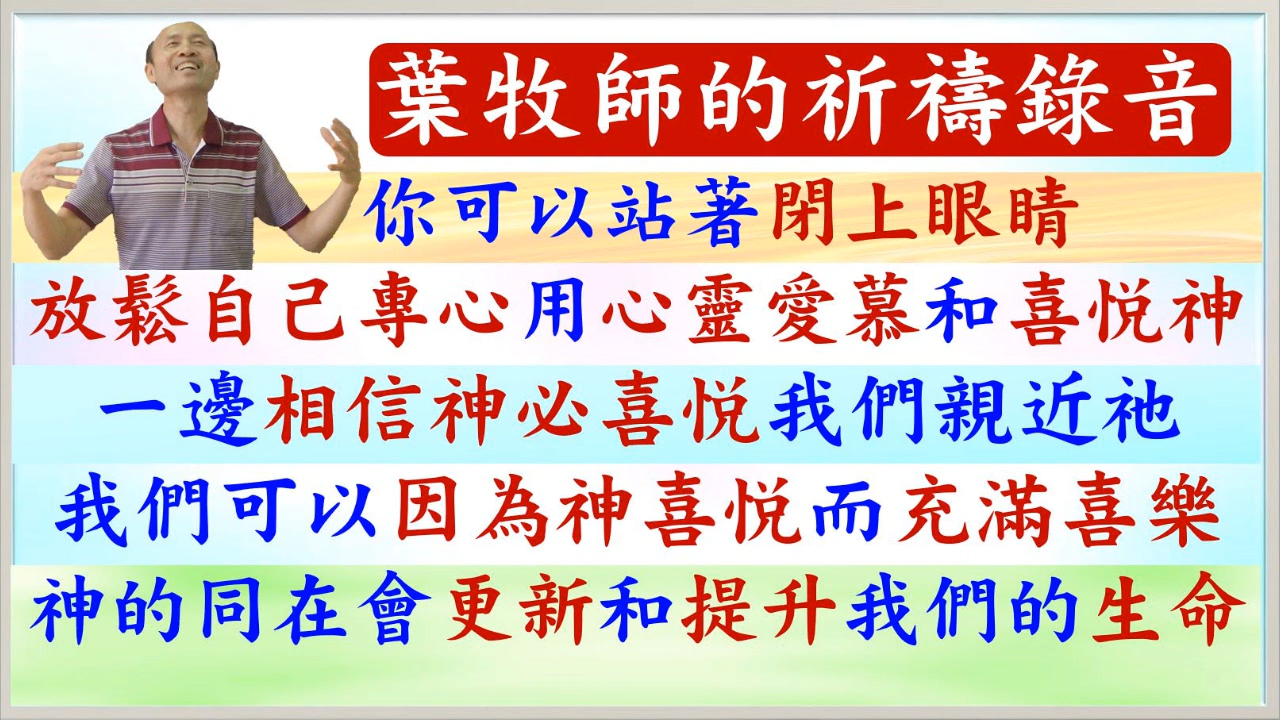 葉牧師的祈禱錄音
你可以站著閉上眼睛
放鬆自己專心用心靈愛慕和喜悅神
一邊相信神必喜悅我們親近祂
我們可以因為神喜悅而充滿喜樂
神的同在會更新和提升我們的生命